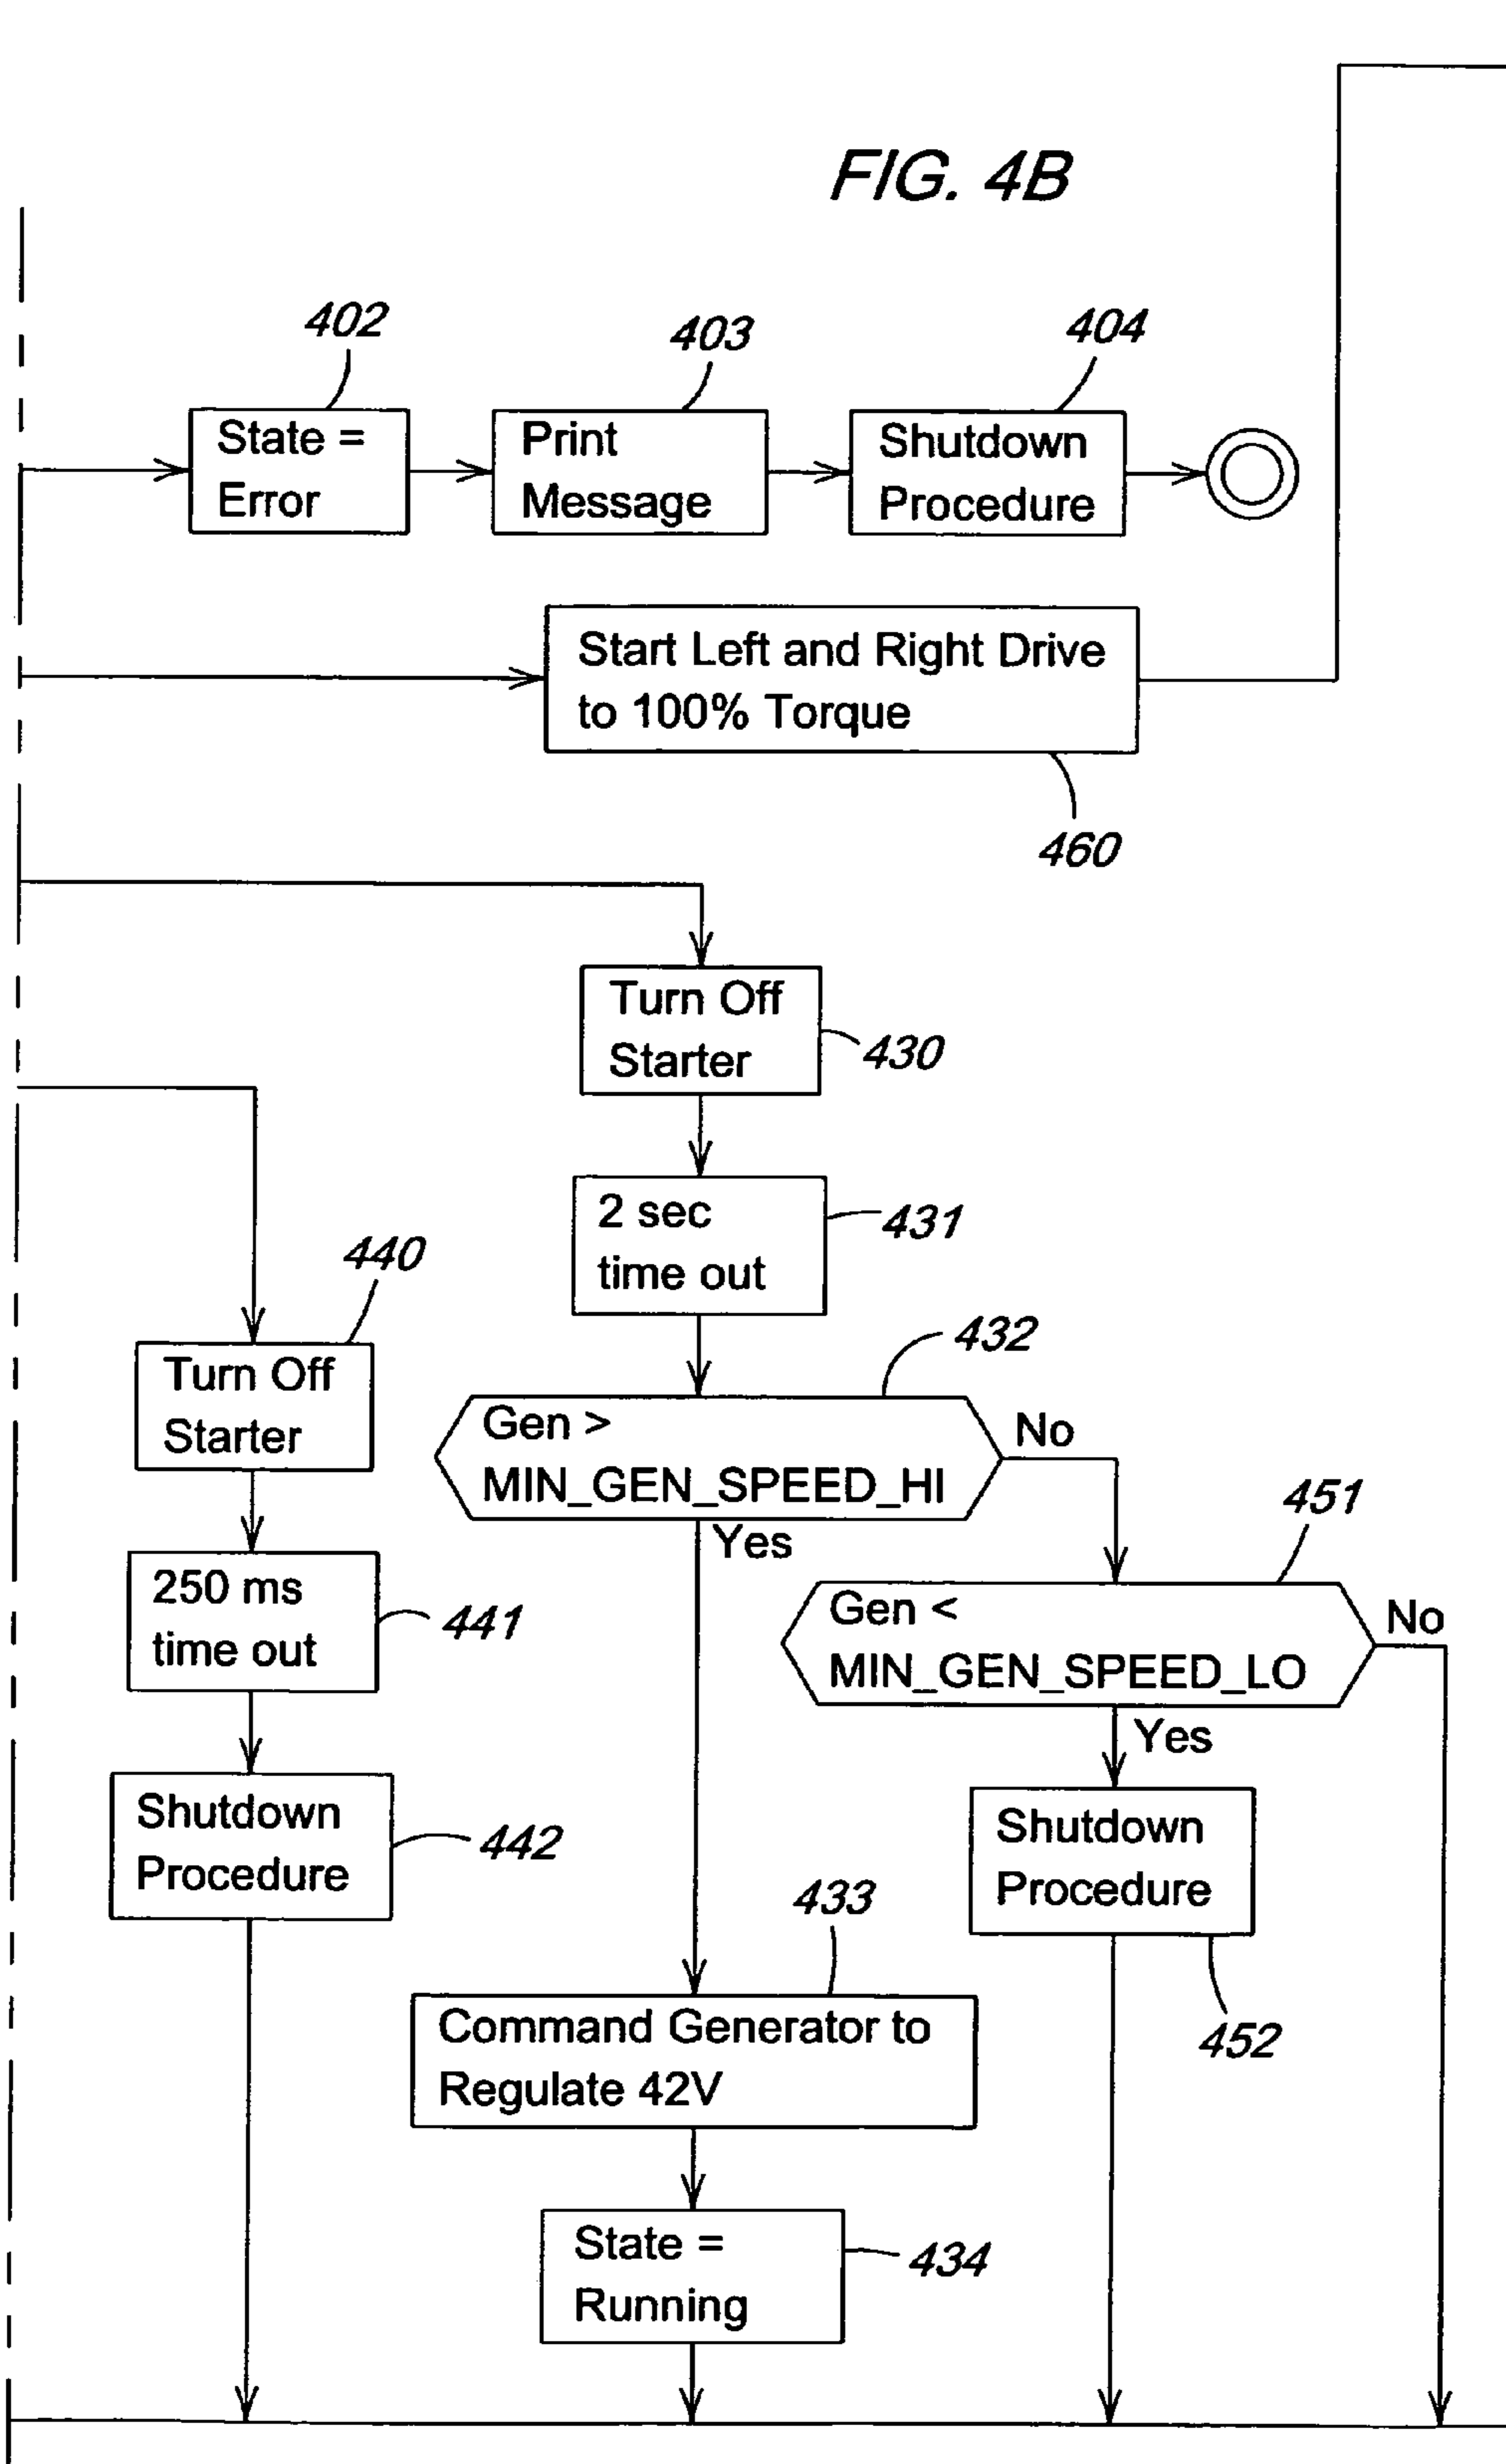 FIG. 4B
402
403
404
State =
Error
Print
Message
Shutdown
Procedure
Start Left and Right Drive
to 100% Torque
460
Turn Off
Starter
430
2 sec
time out
431
440
Turn Off
Starter
432
Gen >
MIN_GEN_SPEED_HI
No
Yes
451
250 ms
time out
441
Gen <
MIN_GEN_SPEED_LO
No
Yes
Shutdown
Procedure
442
Shutdown
Procedure
452
433
Command Generator to
Regulate 42V
State =
Running
434